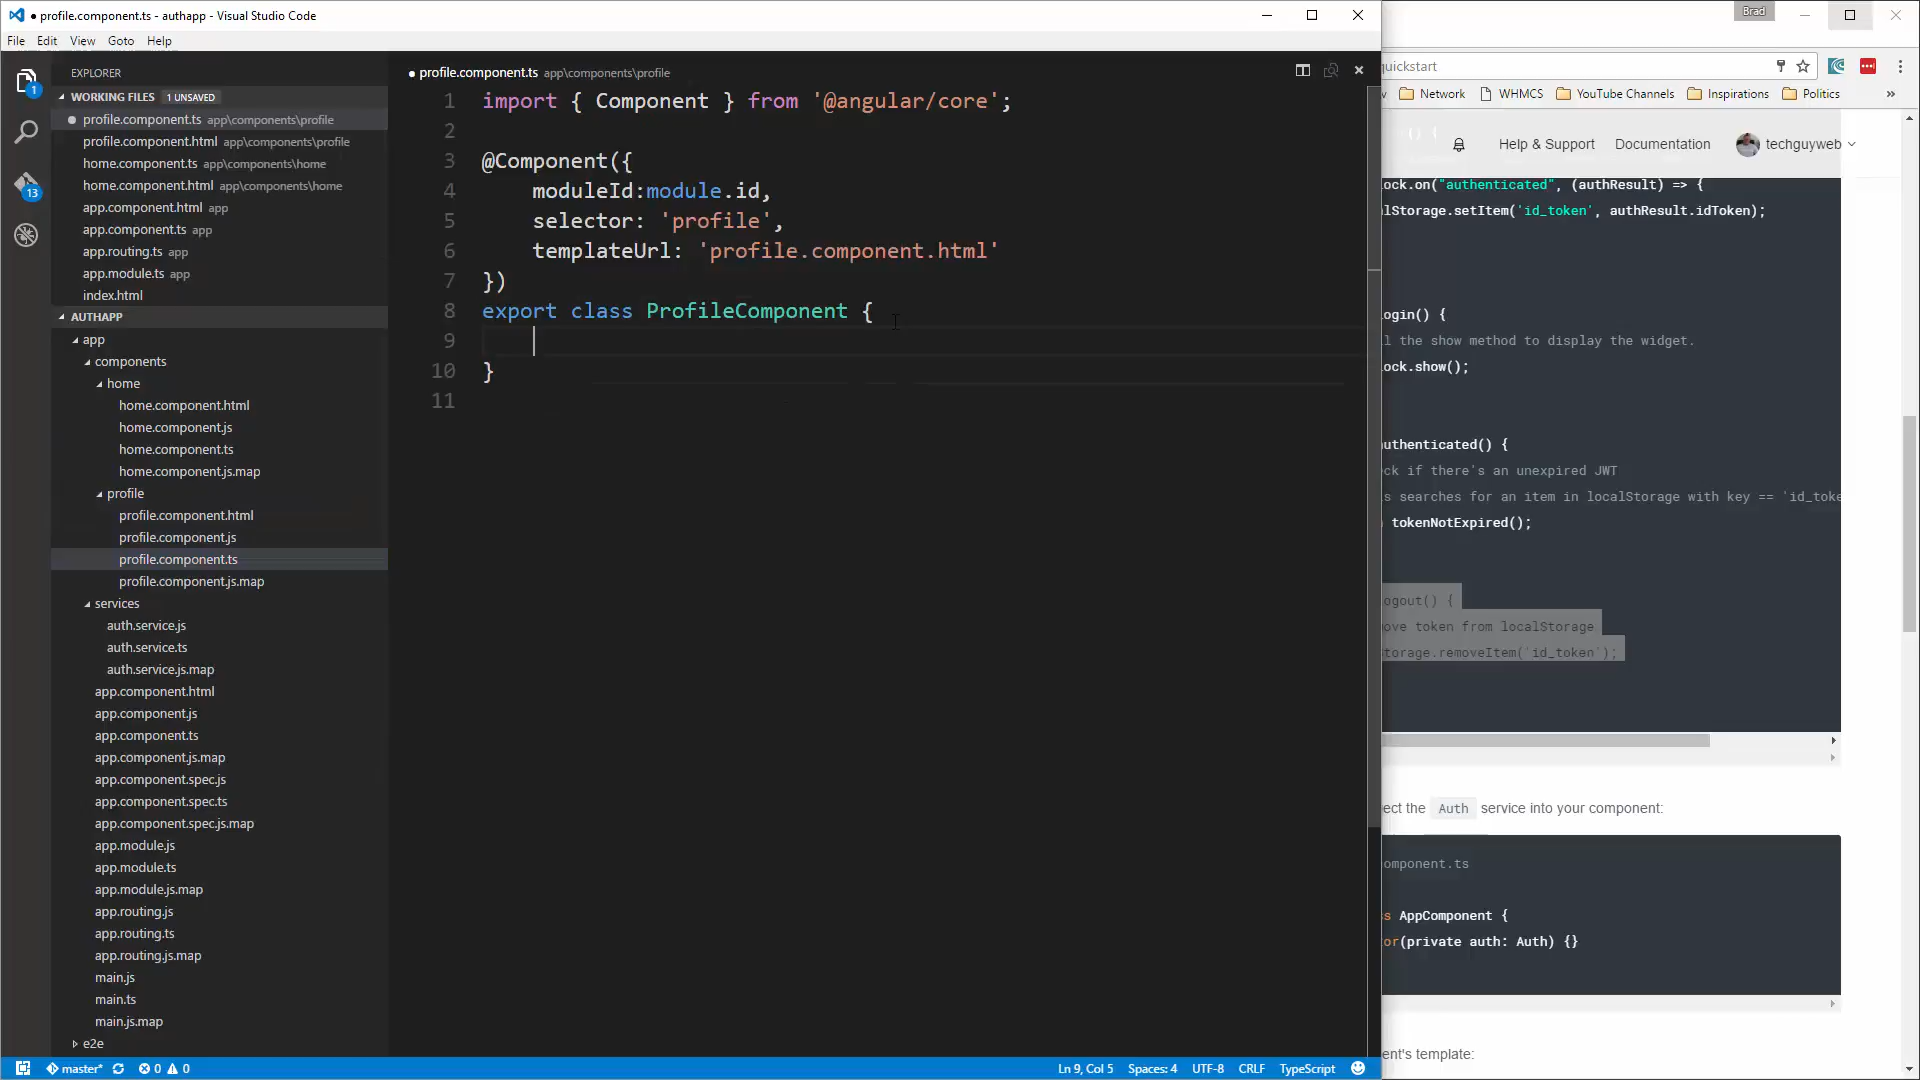 ● profile.component.ts - authapp - Visual Studio Code
File Edit View Goto Help
EXPLORER
WORKING FILES 1 UNSAVED
profile.component.ts app\components\profile
profile.component.html app\components\profile
home.component.ts app\components\home
home.component.html app\components\home
app.component.html app
app.component.ts app
app.routing.ts app
app.module.ts app
index.html
AUTHAPP
app
components
home
home.component.html
home.component.js
home.component.ts
home.component.js.map
profile
profile.component.html
profile.component.js
profile.component.ts
profile.component.js.map
services
auth.service.js
auth.service.ts
auth.service.js.map
app.component.html
app.component.js
app.component.ts
app.component.js.map
app.component.spec.js
app.component.spec.ts
app.component.spec.js.map
app.module.js
app.module.ts
app.module.js.map
app.routing.js
app.routing.ts
app.routing.js.map
main.js
main.ts
main.js.map
e2e
1
13
● profile.component.ts app\components\profile
1 import { Component } from '@angular/core';
2
3 @Component({
4 moduleId:module.id,
5 selector: 'profile',
6 templateUrl: 'profile.component.html'
7 })
8 export class ProfileComponent {
9
10 }
11
master* 0 0
Ln 9, Col 5 Spaces: 4 UTF-8 CRLF TypeScript
Brad
quickstart
Network WHMCS YouTube Channels Inspirations Politics »
Help & Support Documentation techguyweb
ock.on("authenticated", (authResult) => {
lStorage.setItem('id_token', authResult.idToken);
ogin() {
l the show method to display the widget.
ock.show();
uthenticated() {
ck if there's an unexpired JWT
s searches for an item in localStorage with key == 'id_toke
tokenNotExpired();
ogout() {
ove token from localStorage
torage.removeItem('id_token');
ect the Auth service into your component:
omponent.ts
s AppComponent {
or(private auth: Auth) {}
ent's template: